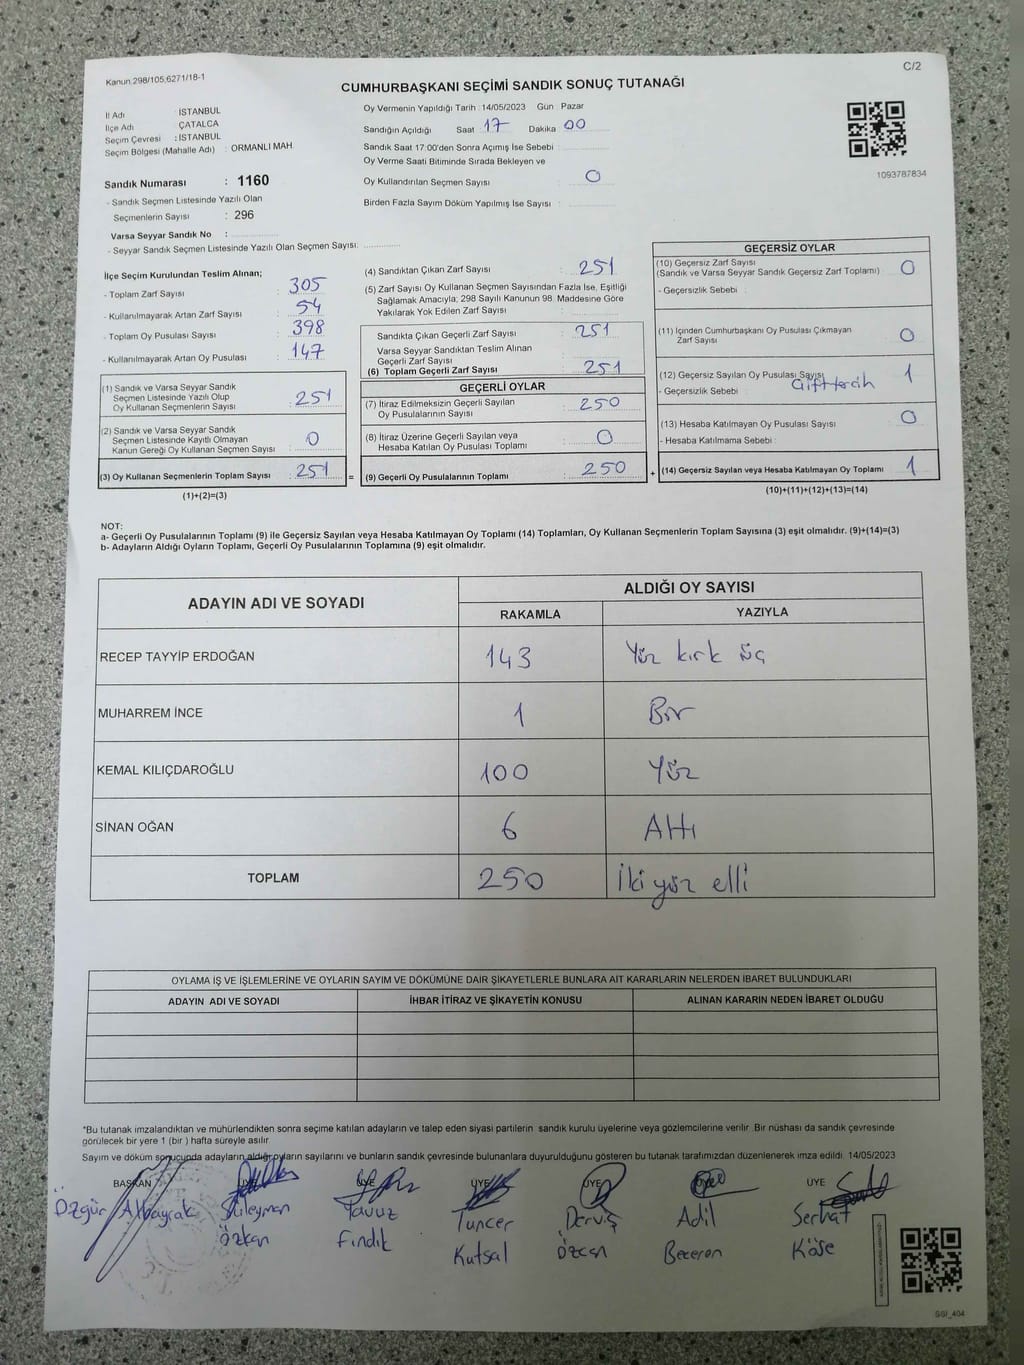 Kanun 298/105;6271/18-1
C/2
CUMHURBAŞKANI SEÇİMİ SANDIK SONUÇ TUTANAĞI
İl Adı : İSTANBUL
İlçe Adı ÇATALCA
Seçim Çevresi : İSTANBUL
Seçim Bölgesi (Mahalle Adı) : ORMANLI MAH
Sandık Numarası : 1160
- Sandık Seçmen Listesinde Yazılı Olan
Seçmenlerin Sayısı : 296
Varsa Seyyar Sandık No :
- Seyyar Sandık Seçmen Listesinde Yazılı Olan Seçmen Sayısı:
Oy Vermenin Yapıldığı Tarih : 14/05/2023 Gün : Pazar
Sandığın Açıldığı Saat : 17 Dakika : 00
Sandık Saat 17:00'den Sonra Açımış İse Sebebi
Oy Verme Saati Bitiminde Sırada Bekleyen ve
Oy Kullandırılan Seçmen Sayısı : 0
Birden Fazla Sayım Döküm Yapılmış İse Sayısı :
1093787834
İlçe Seçim Kurulundan Teslim Alınan;
- Toplam Zarf Sayısı : 305
- Kullanılmayarak Artan Zarf Sayısı : 54
- Toplam Oy Pusulası Sayısı : 398
- Kullanılmayarak Artan Oy Pusulası : 147
(1) Sandık ve Varsa Seyyar Sandık
Seçmen Listesinde Yazılı Olup
Oy Kullanan Seçmenlerin Sayısı : 251
(2) Sandık ve Varsa Seyyar Sandık
Seçmen Listesinde Kayıtlı Olmayan
Kanun Gereği Oy Kullanan Seçmen Sayısı : 0
(3) Oy Kullanan Seçmenlerin Toplam Sayısı : 251
(1)+(2)=(3)
(4) Sandıktan Çıkan Zarf Sayısı : 251
(5) Zarf Sayısı Oy Kullanan Seçmen Sayısından Fazla İse, Eşitliği
Sağlamak Amacıyla; 298 Sayılı Kanunun 98. Maddesine Göre
Yakılarak Yok Edilen Zarf Sayısı :
Sandıkta Çıkan Geçerli Zarf Sayısı : 251
Varsa Seyyar Sandıktan Teslim Alınan
Geçerli Zarf Sayısı :
(6) Toplam Geçerli Zarf Sayısı : 251
GEÇERLİ OYLAR
(7) İtiraz Edilmeksizin Geçerli Sayılan
Oy Pusulalarının Sayısı : 250
(8) İtiraz Üzerine Geçerli Sayılan veya
Hesaba Katılan Oy Pusulası Toplamı : 0
= (9) Geçerli Oy Pusulalarının Toplamı : 250
GEÇERSİZ OYLAR
(10) Geçersiz Zarf Sayısı
(Sandık ve Varsa Seyyar Sandık Geçersiz Zarf Toplamı) : 0
- Geçersizlik Sebebi :
(11) İçinden Cumhurbaşkanı Oy Pusulası Çıkmayan
Zarf Sayısı : 0
(12) Geçersiz Sayılan Oy Pusulası Sayısı : 1
- Geçersizlik Sebebi Çift tercih
(13) Hesaba Katılmayan Oy Pusulası Sayısı : 0
- Hesaba Katılmama Sebebi :
+ (14) Geçersiz Sayılan veya Hesaba Katılmayan Oy Toplamı : 1
(10)+(11)+(12)+(13)=(14)
NOT:
a- Geçerli Oy Pusulalarının Toplamı (9) ile Geçersiz Sayılan veya Hesaba Katılmayan Oy Toplamı (14) Toplamları, Oy Kullanan Seçmenlerin Toplam Sayısına (3) eşit olmalıdır. (9)+(14)=(3)
b- Adayların Aldığı Oyların Toplamı, Geçerli Oy Pusulalarının Toplamına (9) eşit olmalıdır.
ADAYIN ADI VE SOYADI ALDIĞI OY SAYISI
RAKAMLA YAZIYLA
RECEP TAYYİP ERDOĞAN 143 Yüz kırk üç
MUHARREM İNCE 1 Bir
KEMAL KILIÇDAROĞLU 100 Yüz
SİNAN OĞAN 6 Altı
TOPLAM 250 İki yüz elli
OYLAMA İŞ VE İŞLEMLERİNE VE OYLARIN SAYIM VE DÖKÜMÜNE DAİR ŞİKAYETLERLE BUNLARA AİT KARARLARIN NELERDEN İBARET BULUNDUKLARI
ADAYIN ADI VE SOYADI İHBAR İTİRAZ VE ŞİKAYETİN KONUSU ALINAN KARARIN NEDEN İBARET OLDUĞU
*Bu tutanak imzalandıktan ve mühürlendikten sonra seçime katılan adayların ve talep eden siyasi partilerin sandık kurulu üyelerine veya gözlemcilerine verilir. Bir nüshası da sandık çevresinde
görülecek bir yere 1 (bir ) hafta süreyle asılır.
Sayım ve döküm sonucunda adayların aldığı oyların sayılarını ve bunların sandık çevresinde bulunanlara duyurulduğunu gösteren bu tutanak tarafımızdan düzenlenerek imza edildi. 14/05/2023
BAŞKAN ÜYE ÜYE ÜYE ÜYE ÜYE ÜYE
Özgür Akbayrak Süleyman Yavuz Tuncer Derviş Adil Serhat
Özkan Fındık Kutsal Özcan Beceren Köse
SSI_404